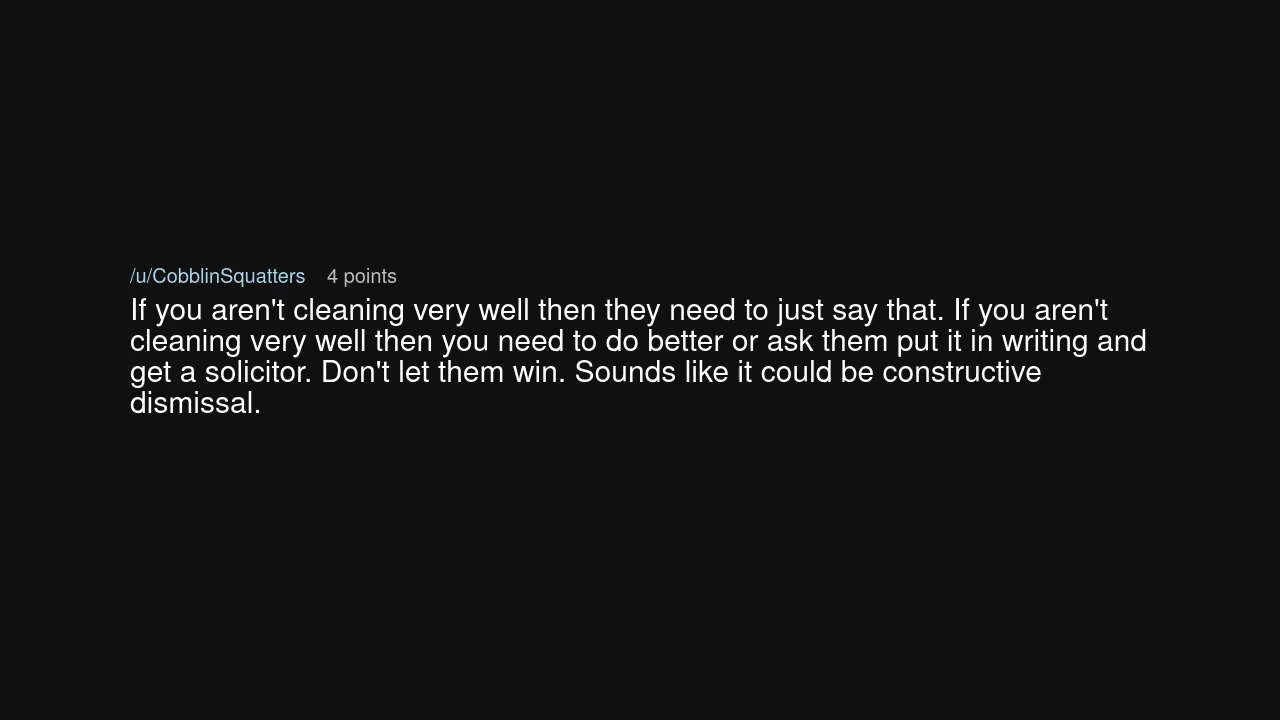 /u/CobblinSquatters 4 points
If you aren't cleaning very well then they need to just say that. If you aren't
cleaning very well then you need to do better or ask them put it in writing and
get a solicitor. Don't let them win. Sounds like it could be constructive
dismissal.